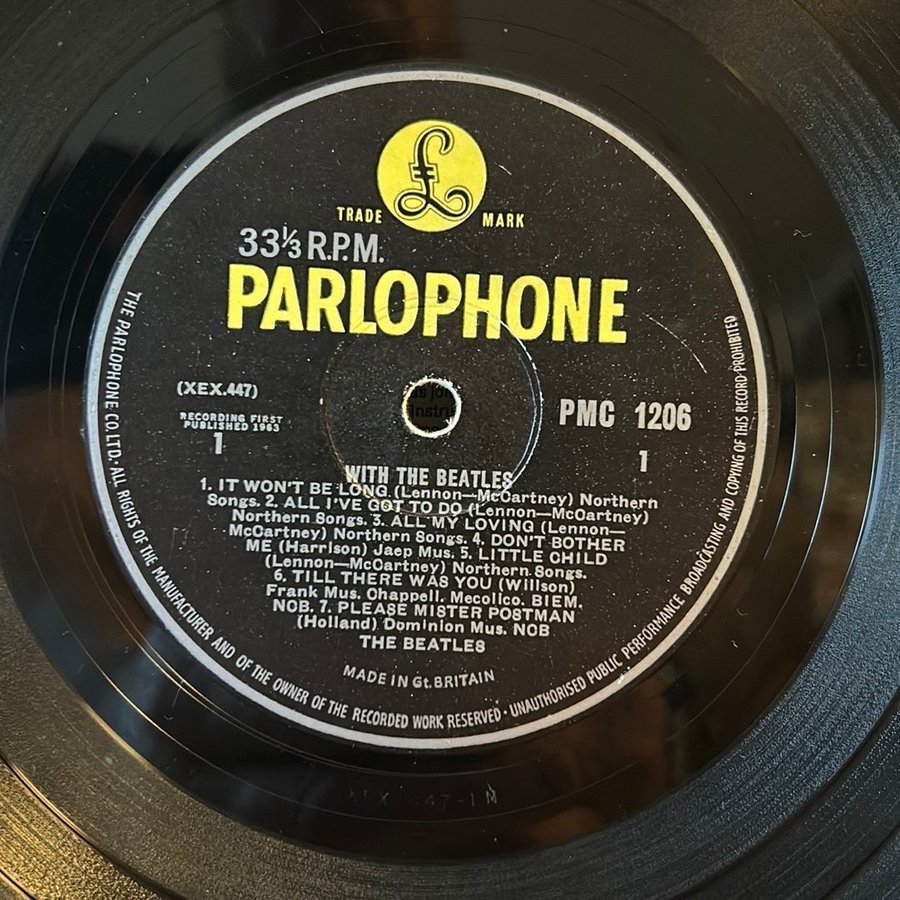 £
TRADE MARK
33⅓ R.P.M.
PARLOPHONE
(XEX.447)
RECORDING FIRST
PUBLISHED 1963
1
PMC 1206
1
WITH THE BEATLES
1. IT WON'T BE LONG (Lennon—McCartney) Northern
Songs. 2. ALL I'VE GOT TO DO (Lennon—McCartney)
Northern Songs. 3. ALL MY LOVING (Lennon—
McCartney) Northern Songs. 4. DON'T BOTHER
ME (Harrison) Jaep Mus. 5. LITTLE CHILD
(Lennon—McCartney) Northern Songs.
6. TILL THERE WAS YOU (Willson)
Frank Mus. Chappell. Mecolico. BIEM.
NOB. 7. PLEASE MISTER POSTMAN
(Holland) Dominion Mus. NOB
THE BEATLES
MADE IN Gt. BRITAIN
THE PARLOPHONE CO. LTD. · ALL RIGHTS OF THE MANUFACTURER AND OF THE OWNER OF THE RECORDED WORK RESERVED · UNAUTHORISED PUBLIC PERFORMANCE BROADCASTING AND COPYING OF THIS RECORD PROHIBITED